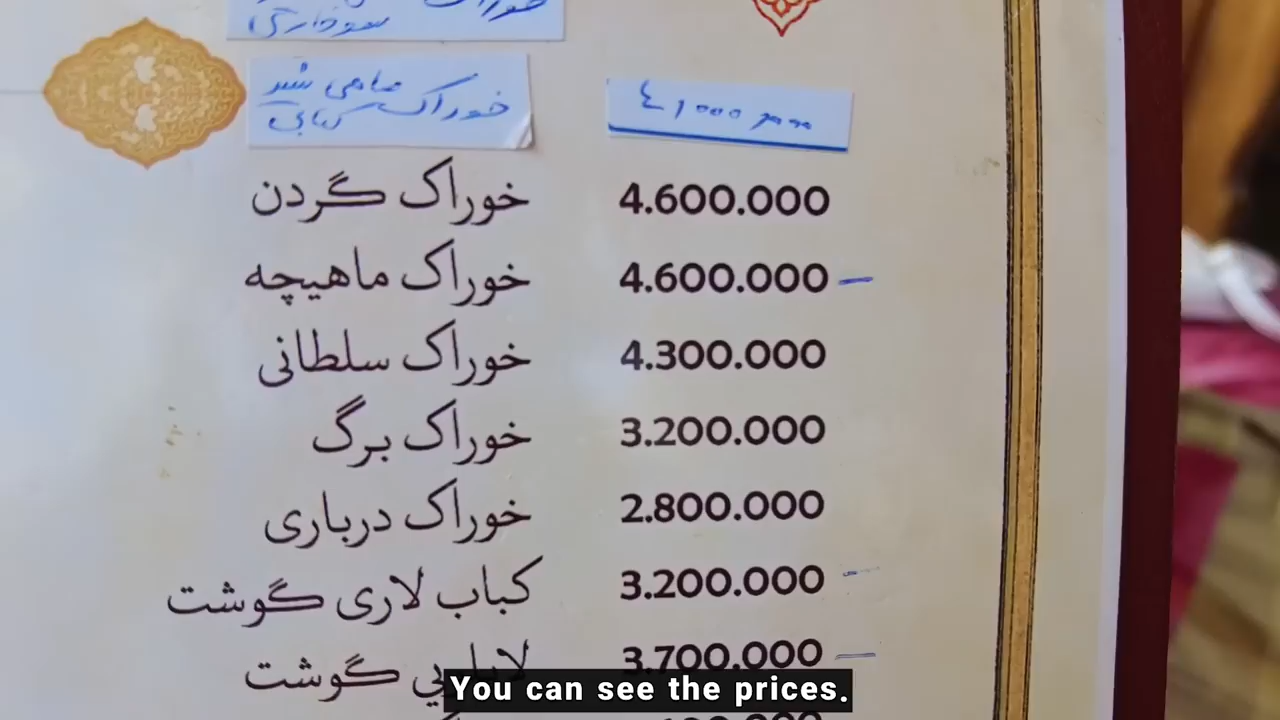 سوخاری
خوراک ماهی شیر
کبابی
خوراک گردن 4.600.000
خوراک ماهیچه 4.600.000
خوراک سلطانی 4.300.000
خوراک برگ 3.200.000
خوراک درباری 2.800.000
کباب لاری گوشت 3.200.000
گوشت 3.700.000
You can see the prices.